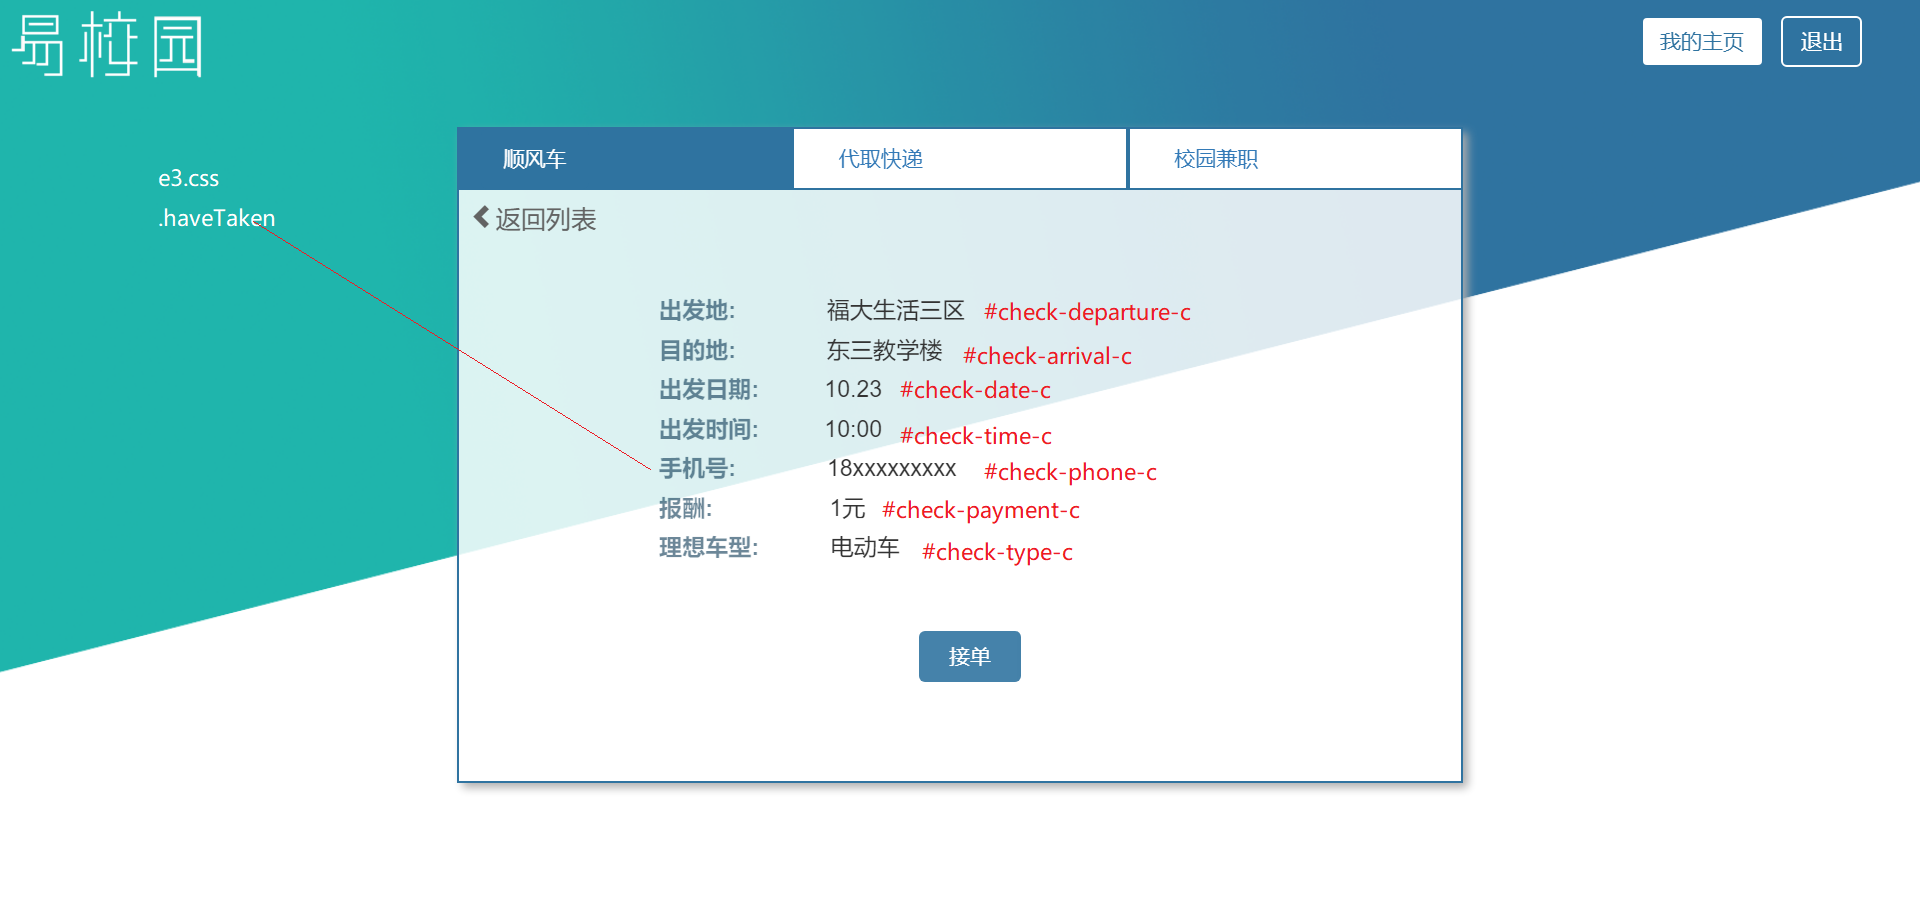 易校园
我的主页
退出
顺风车
代取快递
校园兼职
e3.css
.haveTaken
返回列表
出发地: 福大生活三区 #check-departure-c
目的地: 东三教学楼 #check-arrival-c
出发日期: 10.23 #check-date-c
出发时间: 10:00 #check-time-c
手机号: 18xxxxxxxxx #check-phone-c
报酬: 1元 #check-payment-c
理想车型: 电动车 #check-type-c
接单